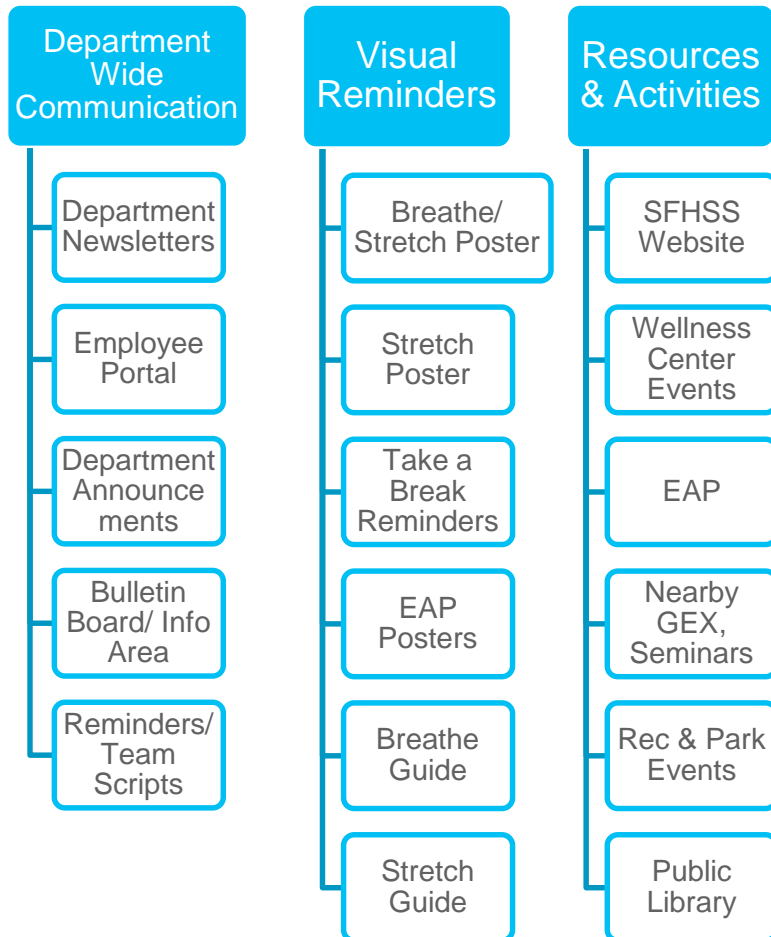 Department
Wide
Communication
Department
Newsletters
Employee
Portal
Department
Announce
ments
Bulletin
Board/ Info
Area
Reminders/
Team
Scripts
Visual
Reminders
Breathe/
Stretch Poster
Stretch
Poster
Take a
Break
Reminders
EAP
Posters
Breathe
Guide
Stretch
Guide
Resources
& Activities
SFHSS
Website
Wellness
Center
Events
EAP
Nearby
GEX,
Seminars
Rec & Park
Events
Public
Library